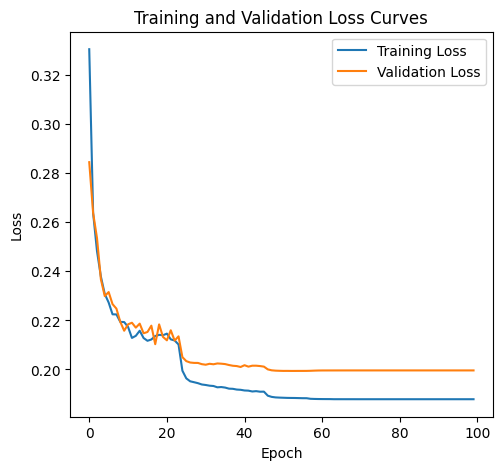 Training and Validation Loss Curves
Training Loss
Validation Loss
Loss
0.32
0.30
0.28
0.26
0.24
0.22
0.20
0
20
40
60
80
100
Epoch